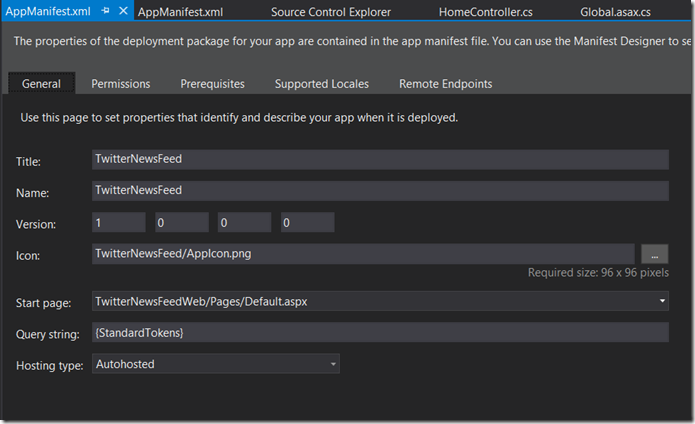 AppManifest.xml AppManifest.xml Source Control Explorer HomeController.cs Global.asax.cs
The properties of the deployment package for your app are contained in the app manifest file. You can use the Manifest Designer to se
General Permissions Prerequisites Supported Locales Remote Endpoints
Use this page to set properties that identify and describe your app when it is deployed.
Title: TwitterNewsFeed
Name: TwitterNewsFeed
Version: 1 0 0 0
Icon: TwitterNewsFeed/AppIcon.png ...
Required size: 96 x 96 pixels
Start page: TwitterNewsFeedWeb/Pages/Default.aspx
Query string: {StandardTokens}
Hosting type: Autohosted